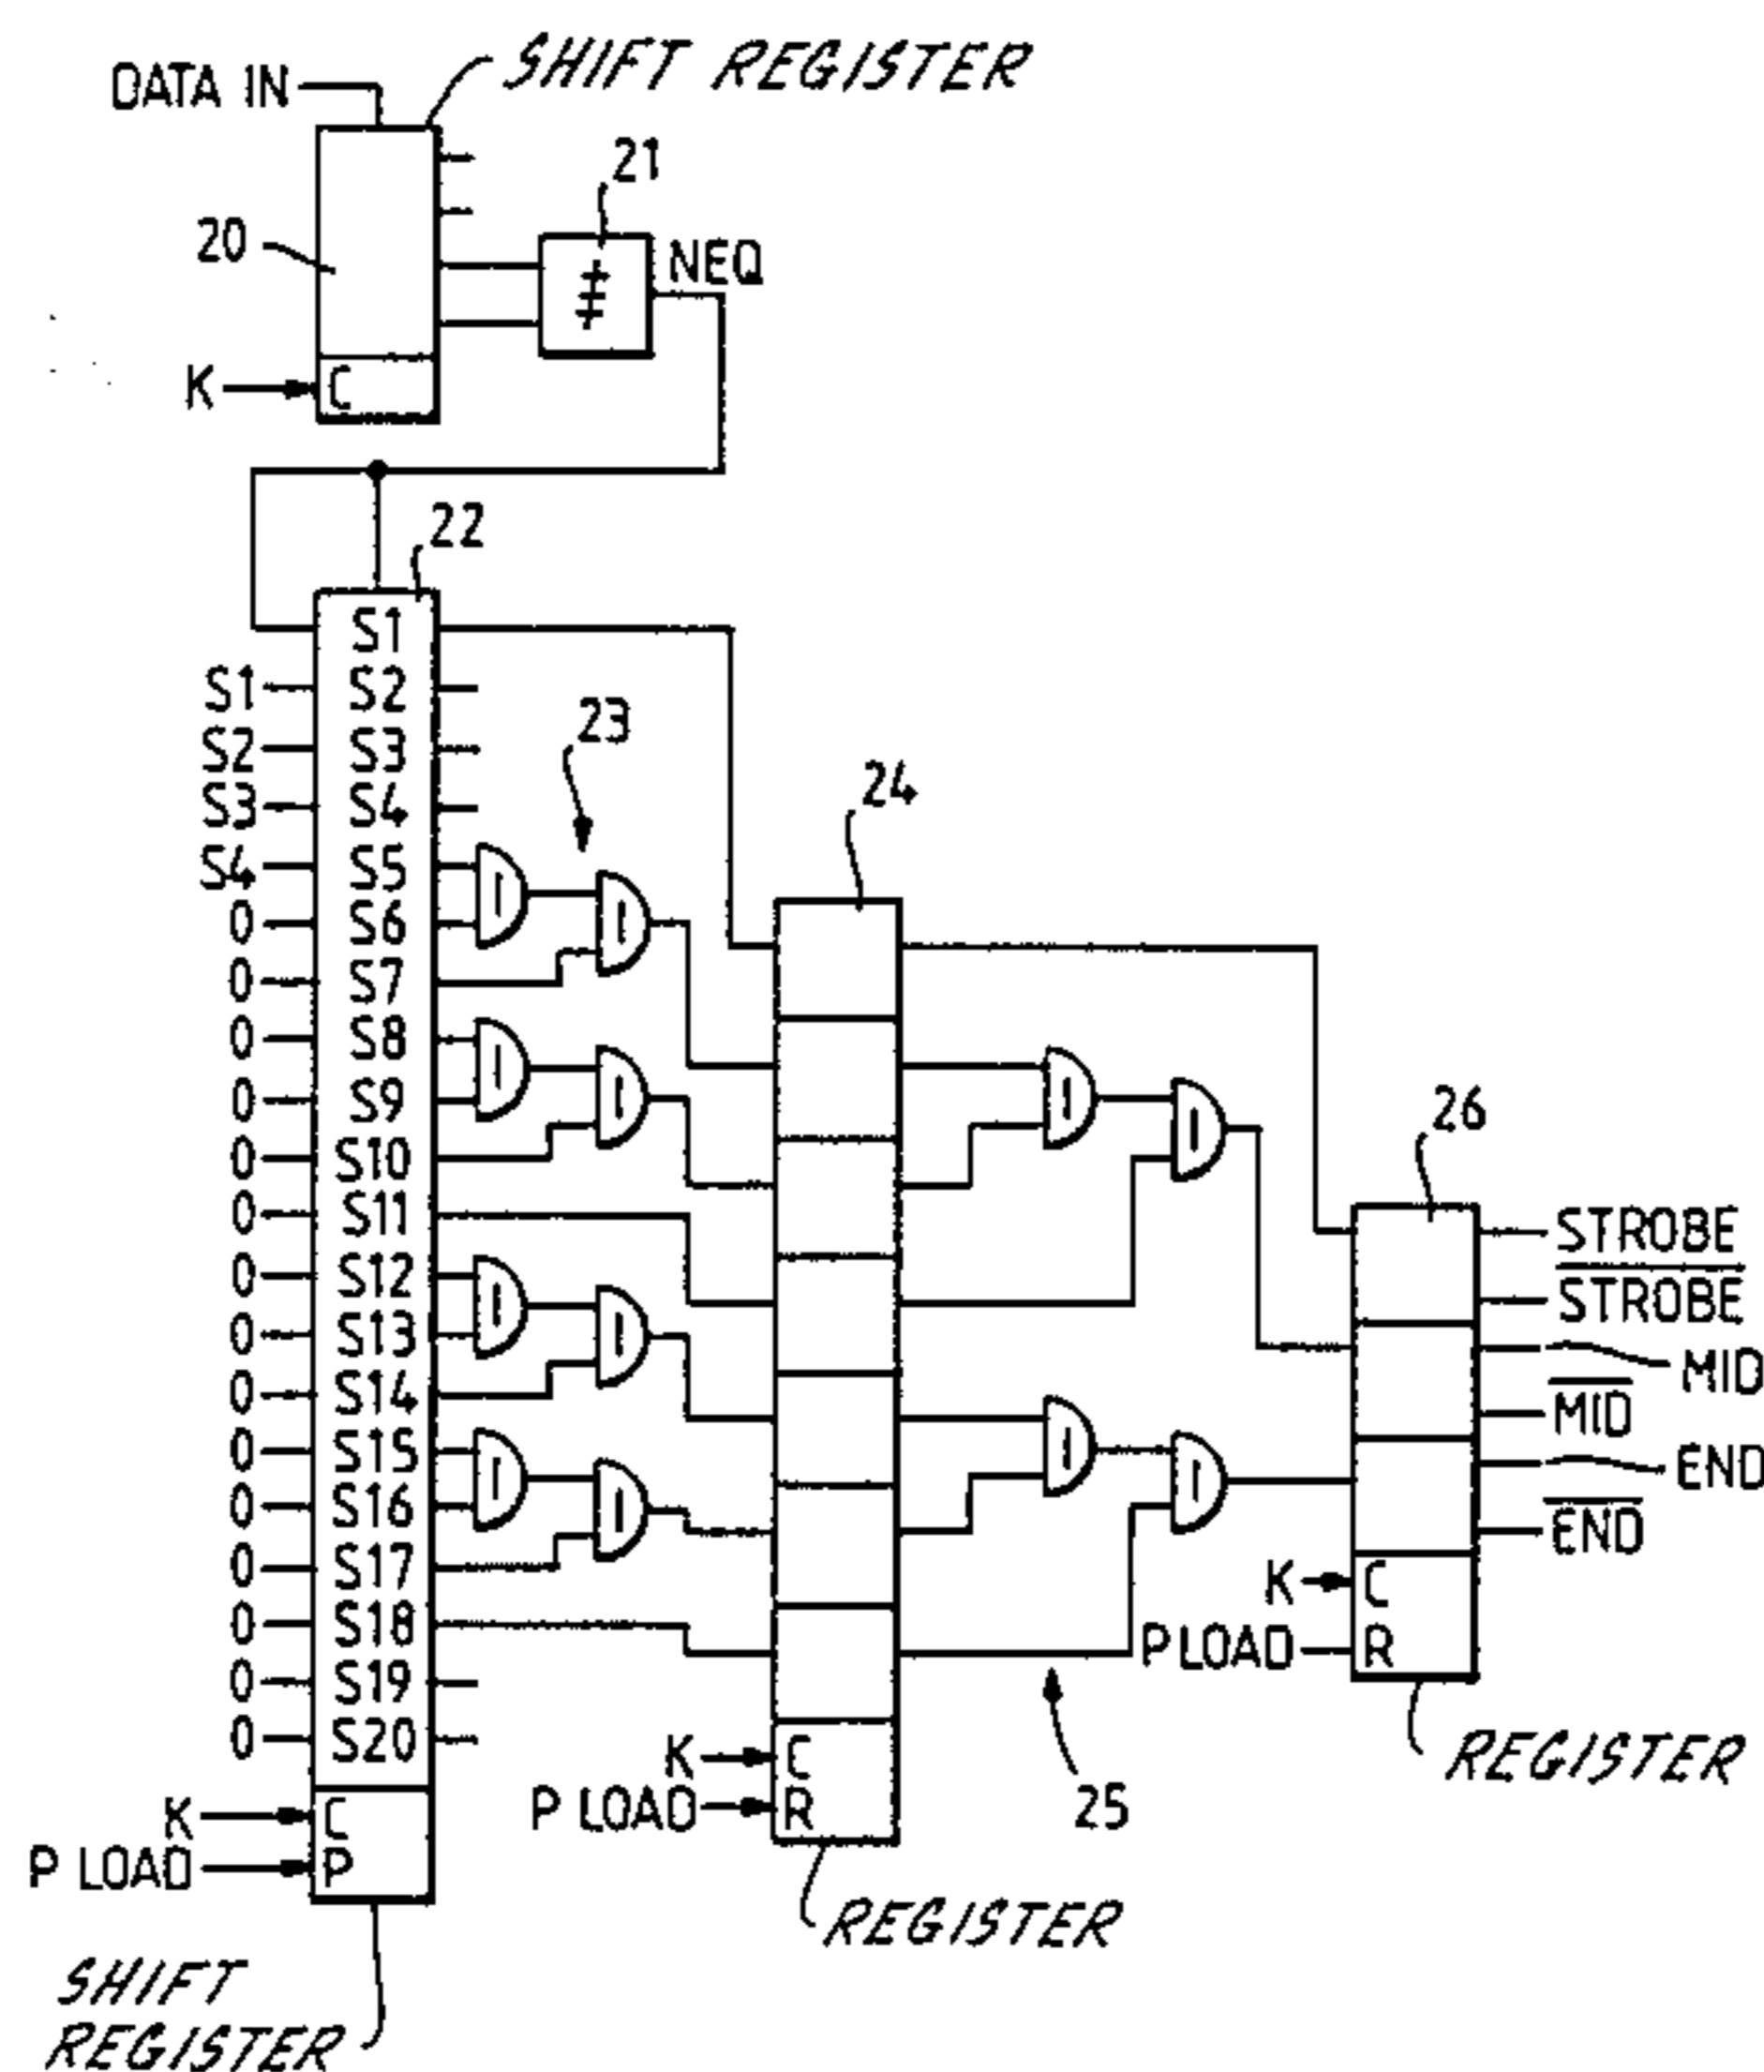 DATA IN
SHIFT REGISTER
20
21
≠
NEQ
K C
22
S1
S1 S2
S2 S3
S3 S4
S4 S5
0 S6
0 S7
0 S8
0 S9
0 S10
0 S11
0 S12
0 S13
0 S14
0 S15
0 S16
0 S17
0 S18
0 S19
0 S20
K C
P LOAD P
SHIFT
REGISTER
23
24
K C
P LOAD R
REGISTER
25
26
STROBE
S̅T̅R̅O̅B̅E̅
MID
M̅I̅D̅
END
E̅N̅D̅
K C
P LOAD R
REGISTER